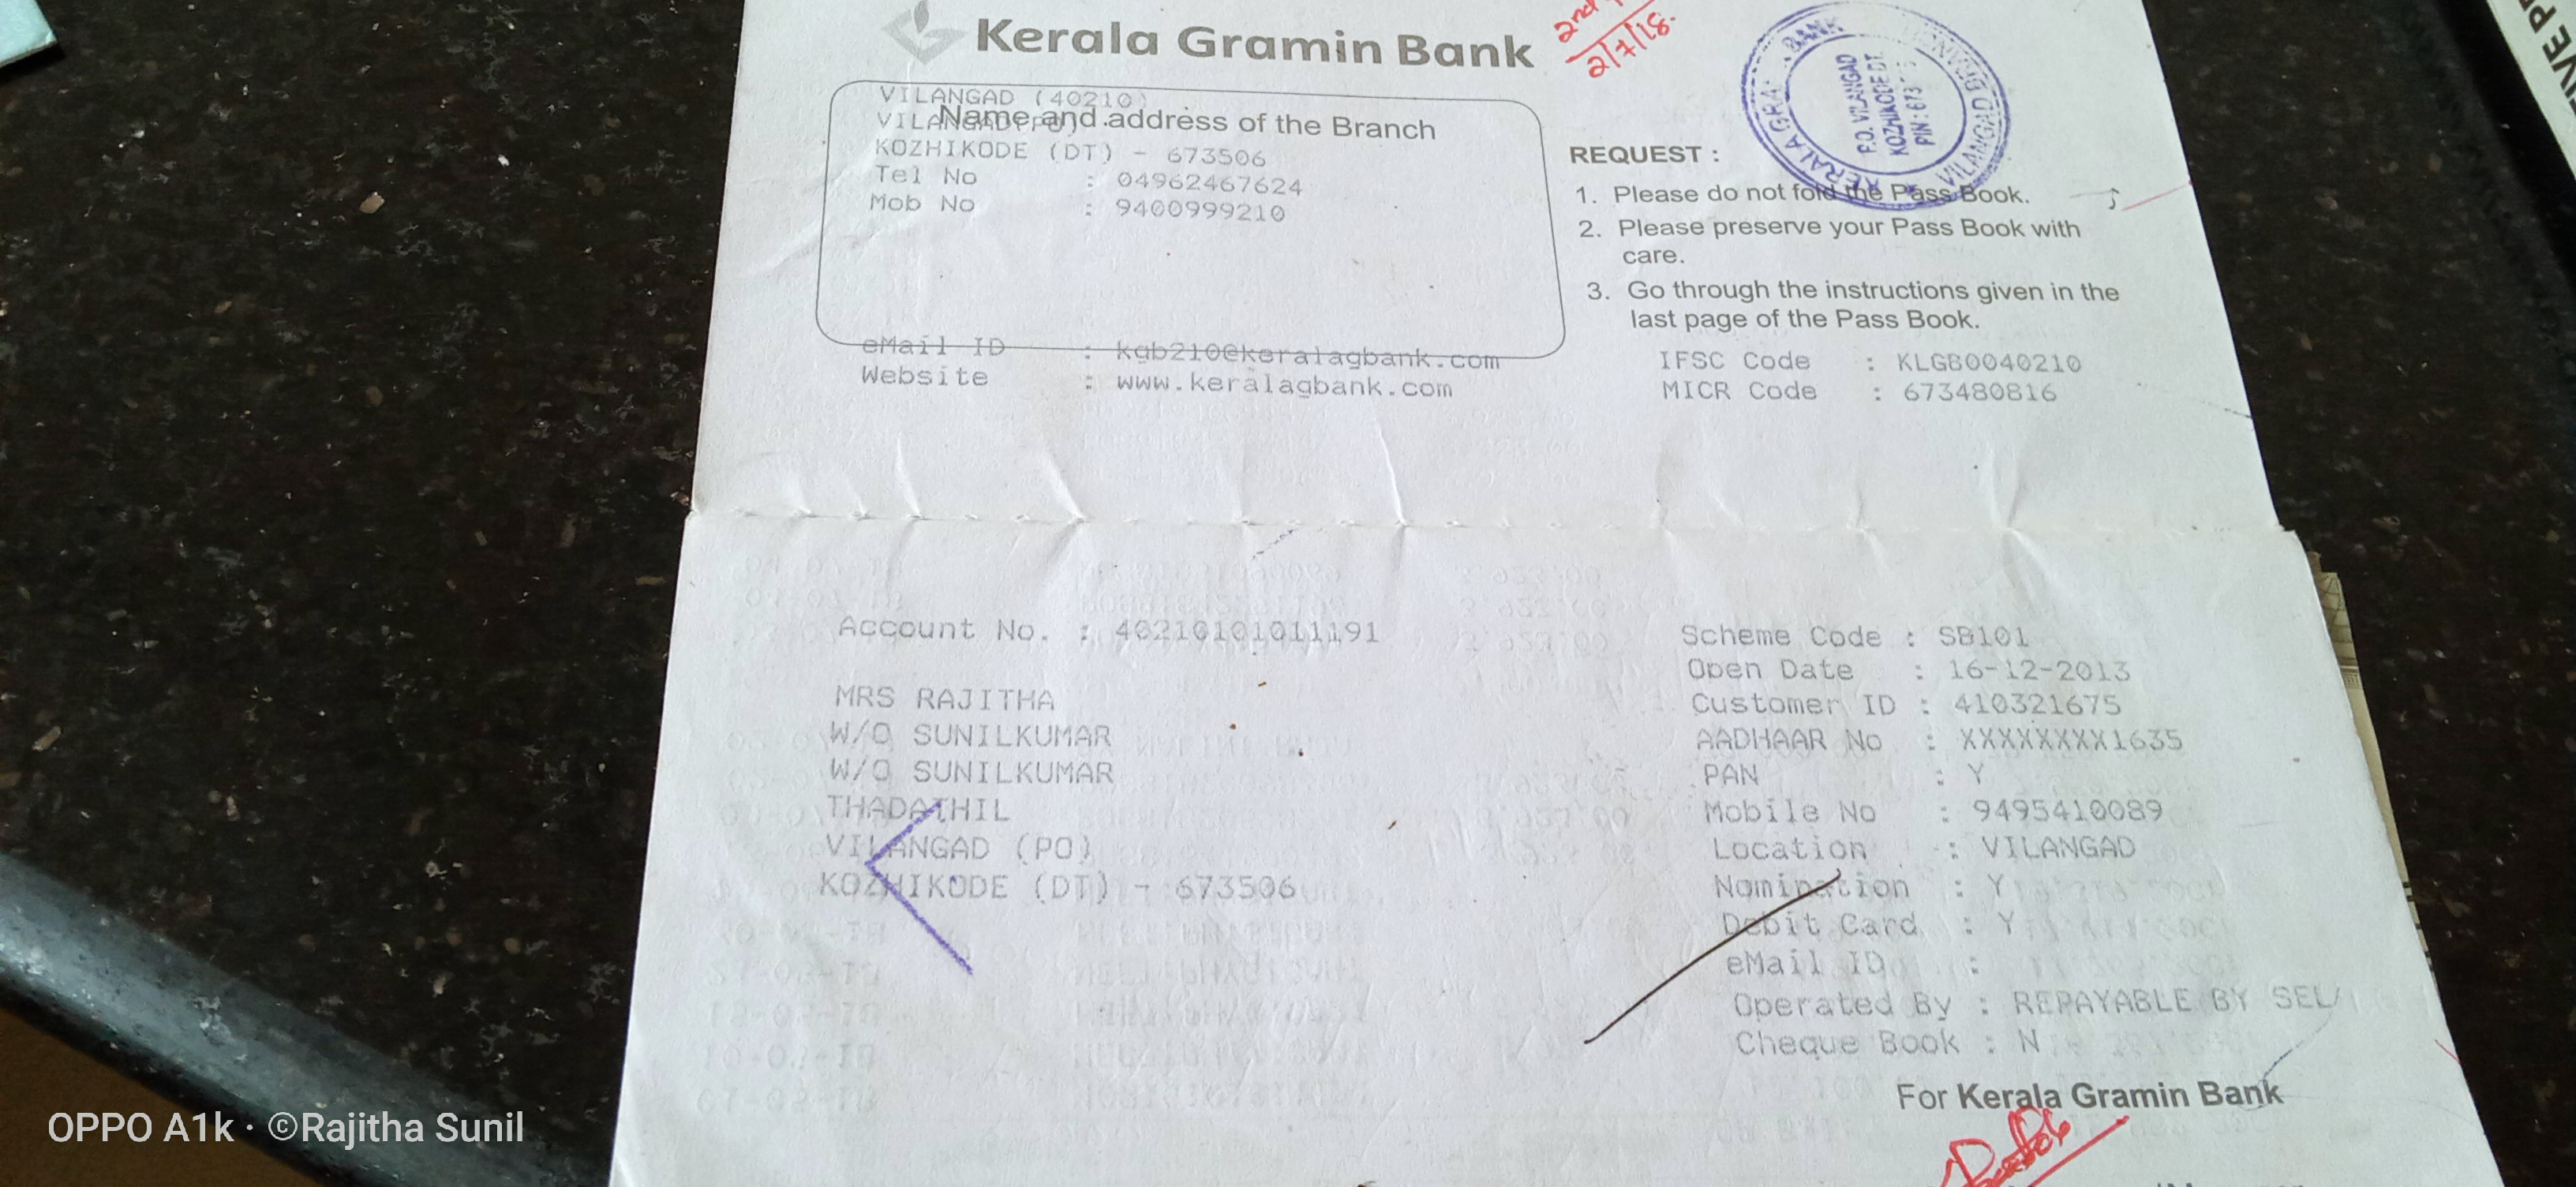 Kerala Gramin Bank
2nd
2/7/18.
KERALA GRAMIN BANK
VILANGAD BRANCH
P.O. VILANGAD
KOZHIKODE DT.
PIN: 673
VILANGAD (40210)
VILANGAD (PO)
Name and address of the Branch
KOZHIKODE (DT) - 673506
Tel No : 04962467624
Mob No : 9400999210
eMail ID : kgb210@keralagbank.com
Website : www.keralagbank.com
REQUEST :
1. Please do not fold the Pass Book.
2. Please preserve your Pass Book with
care.
3. Go through the instructions given in the
last page of the Pass Book.
IFSC Code : KLGB0040210
MICR Code : 673480816
Account No. : 40210101011191
MRS RAJITHA
W/O SUNILKUMAR
W/O SUNILKUMAR
THADATHIL
VILANGAD (PO)
KOZHIKODE (DT) - 673506
Scheme Code : SB101
Open Date : 16-12-2013
Customer ID : 410321675
AADHAAR No : XXXXXXXX1635
PAN : Y
Mobile No : 9495410089
Location : VILANGAD
Nomination : Y
Debit Card : Y
eMail ID :
Operated By : REPAYABLE BY SEL/
Cheque Book : N
For Kerala Gramin Bank
OPPO A1k · ©Rajitha Sunil